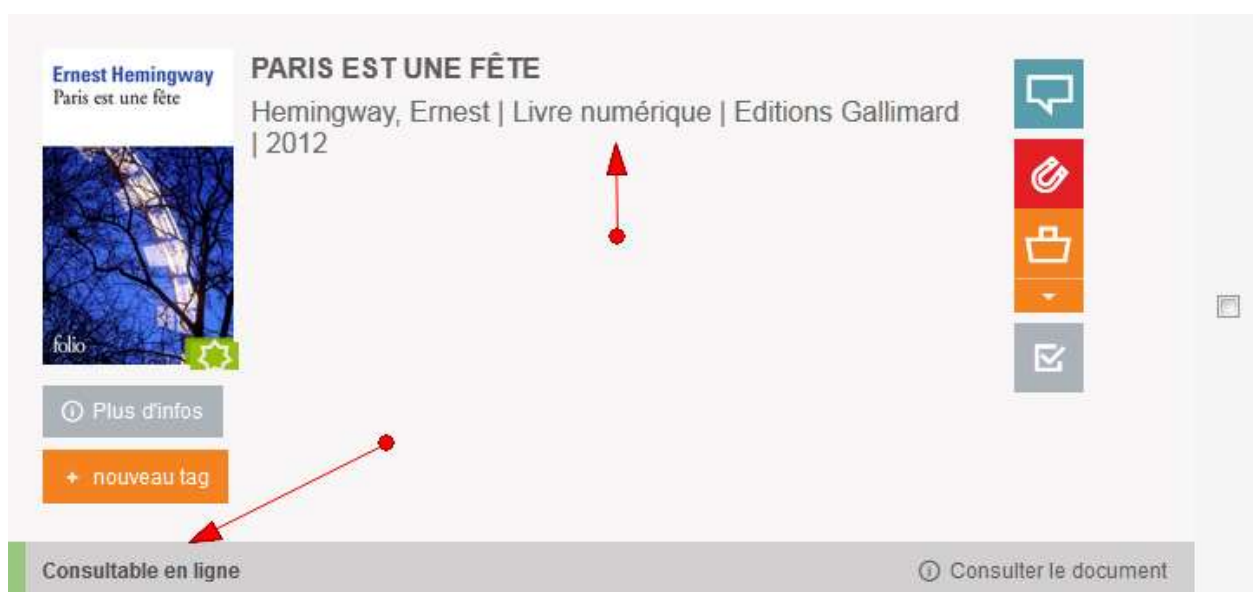 Ernest Hemingway
Paris est une fête
folio
PARIS EST UNE FÊTE
Hemingway, Ernest | Livre numérique | Editions Gallimard
| 2012
Plus d'infos
+ nouveau tag
Consultable en ligne
Consulter le document